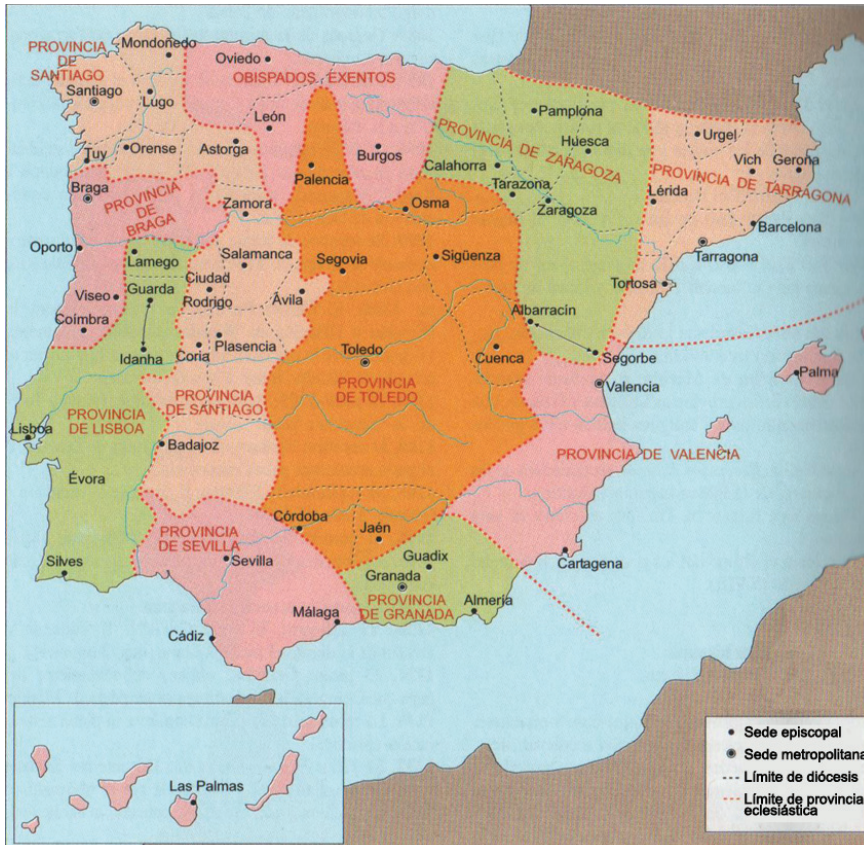 PROVINCIA
DE
SANTIAGO
Mondoñedo
Santiago
Lugo
Oviedo
OBISPADOS EXENTOS
León
Burgos
Tuy
Orense
Astorga
Palencia
Pamplona
PROVINCIA
DE ZARAGOZA
Huesca
Calahorra
Tarazona
Zaragoza
Urgel
Vich
Gerona
PROVINCIA
DE TARRAGONA
Lérida
Barcelona
Tarragona
Tortosa
Braga
PROVINCIA
DE
BRAGA
Zamora
Osma
Oporto
Lamego
Salamanca
Segovia
Sigüenza
Ciudad
Rodrigo
Ávila
Viseo
Guarda
Coímbra
Idanha
Coria
Plasencia
Toledo
Cuenca
Albarracín
Segorbe
Valencia
Palma
PROVINCIA
DE TOLEDO
PROVINCIA
DE SANTIAGO
PROVINCIA
DE LISBOA
Lisboa
Badajoz
PROVINCIA DE VALENCIA
Évora
Córdoba
Jaén
PROVINCIA
DE SEVILLA
Sevilla
Silves
Guadix
Granada
PROVINCIA
DE GRANADA
Almería
Cartagena
Málaga
Cádiz
Las Palmas
Sede episcopal
Sede metropolitana
Límite de diócesis
Límite de provincia
eclesiástica